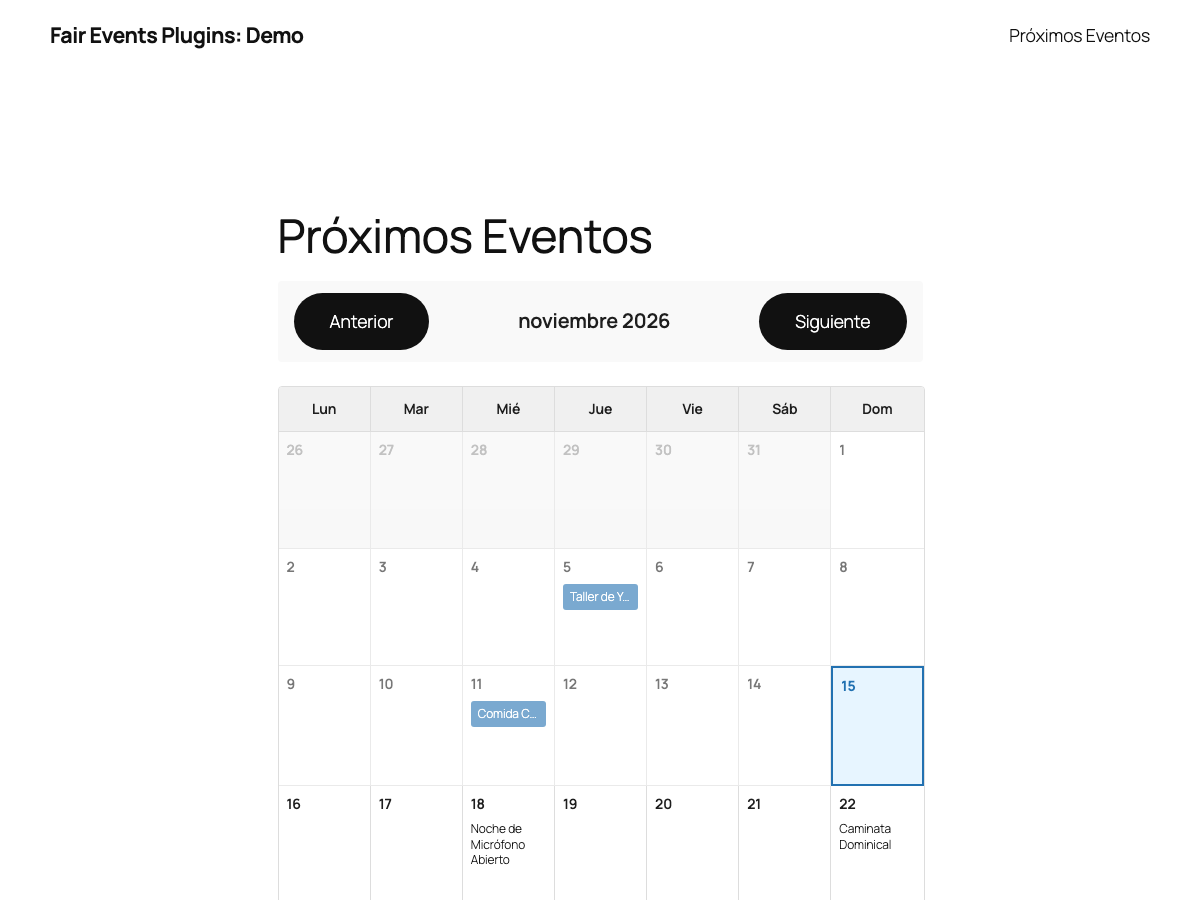 Fair Events Plugins: Demo
Próximos Eventos
Próximos Eventos
Anterior
noviembre 2026
Siguiente
Lun Mar Mié Jue Vie Sáb Dom
26 27 28 29 30 31 1
2 3 4 5 6 7 8
Taller de Y...
9 10 11 12 13 14 15
Comida C...
16 17 18 19 20 21 22
Noche de
Micrófono
Abierto
Caminata
Dominical